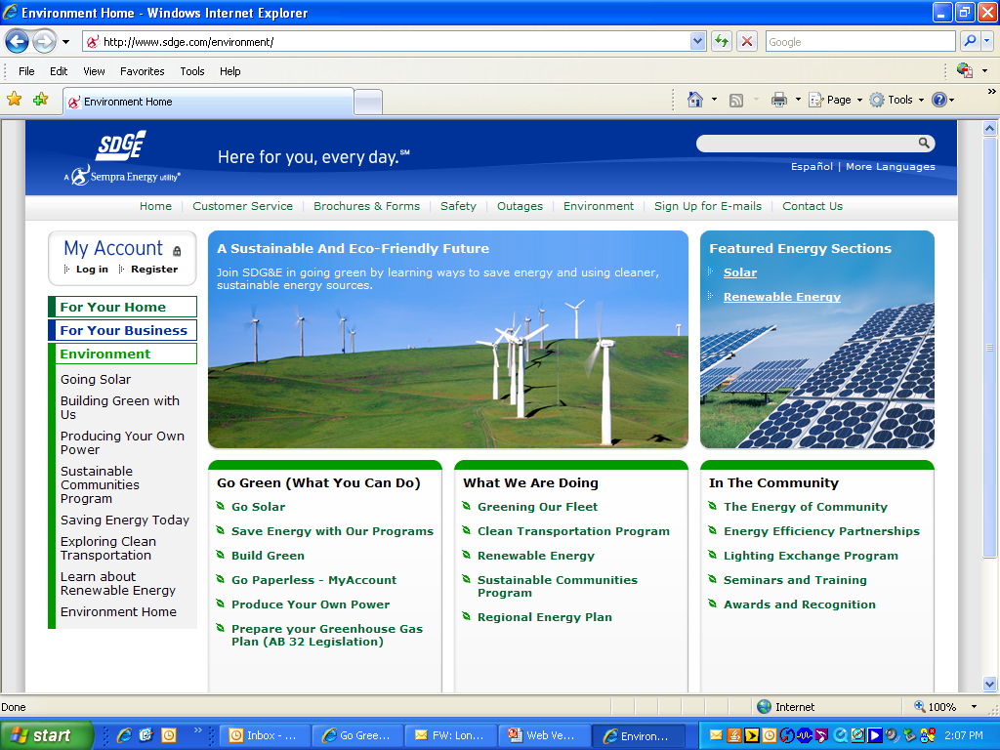 Environment Home - Windows Internet Explorer
http://www.sdge.com/environment/
Google
File Edit View Favorites Tools Help
Environment Home
Page Tools
SDGE
A Sempra Energy utility®
Here for you, every day.℠
Español | More Languages
Home | Customer Service | Brochures & Forms | Safety | Outages | Environment | Sign Up for E-mails | Contact Us
My Account
Log in Register
For Your Home
For Your Business
Environment
Going Solar
Building Green with
Us
Producing Your Own
Power
Sustainable
Communities
Program
Saving Energy Today
Exploring Clean
Transportation
Learn about
Renewable Energy
Environment Home
A Sustainable And Eco-Friendly Future
Join SDG&E in going green by learning ways to save energy and using cleaner,
sustainable energy sources.
Featured Energy Sections
Solar
Renewable Energy
Go Green (What You Can Do)
Go Solar
Save Energy with Our Programs
Build Green
Go Paperless - MyAccount
Produce Your Own Power
Prepare your Greenhouse Gas
Plan (AB 32 Legislation)
What We Are Doing
Greening Our Fleet
Clean Transportation Program
Renewable Energy
Sustainable Communities
Program
Regional Energy Plan
In The Community
The Energy of Community
Energy Efficiency Partnerships
Lighting Exchange Program
Seminars and Training
Awards and Recognition
Done
Internet
100%
start
Inbox - ...
Go Gree...
FW: Lon...
Web Ve...
Environ...
2:07 PM